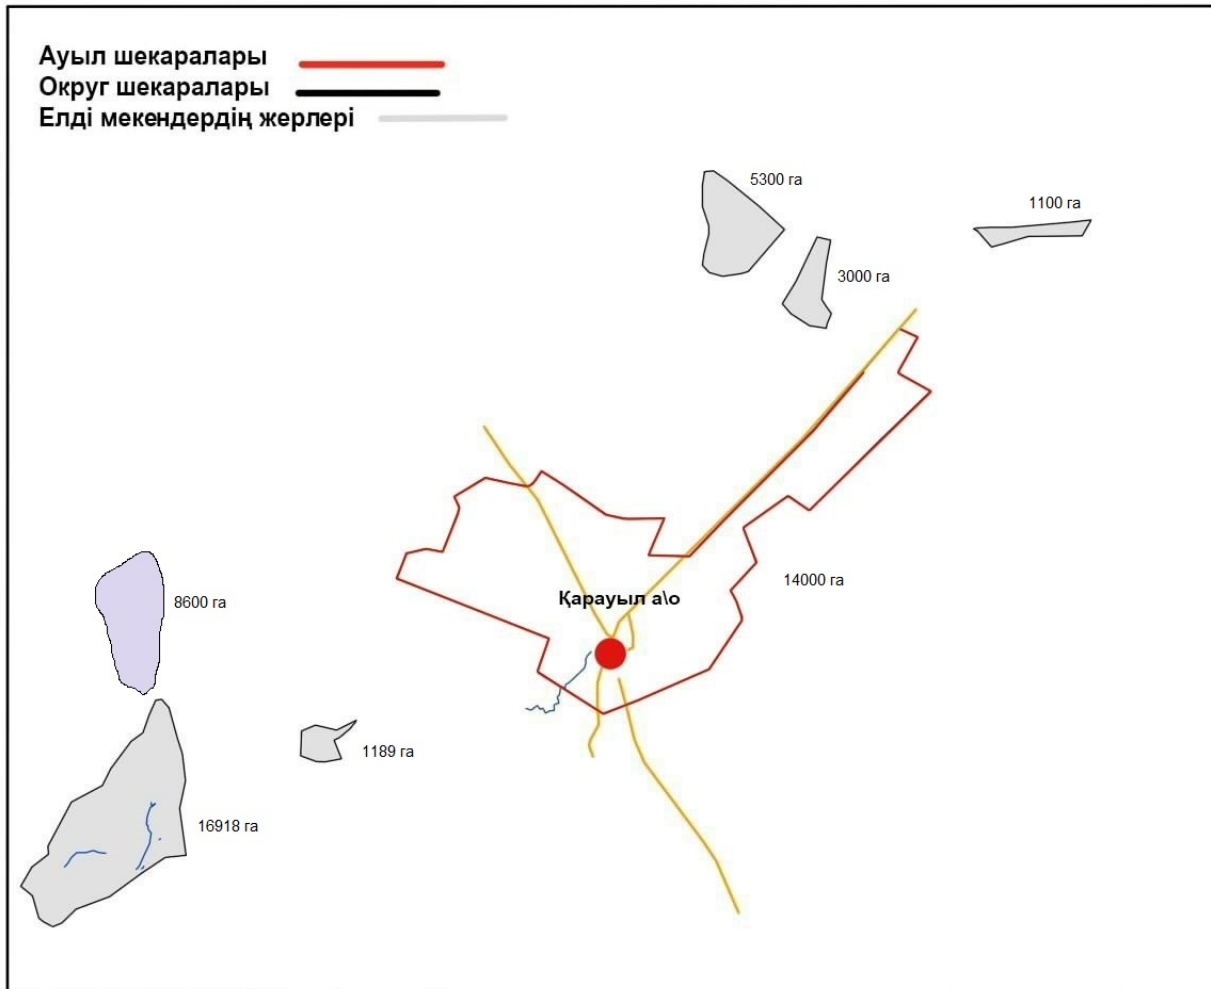 Ауыл шекаралары
Округ шекаралары
Елді мекендердің жерлері
5300 га
1100 га
3000 га
14000 га
Қарауыл а\о
8600 га
1189 га
16918 га